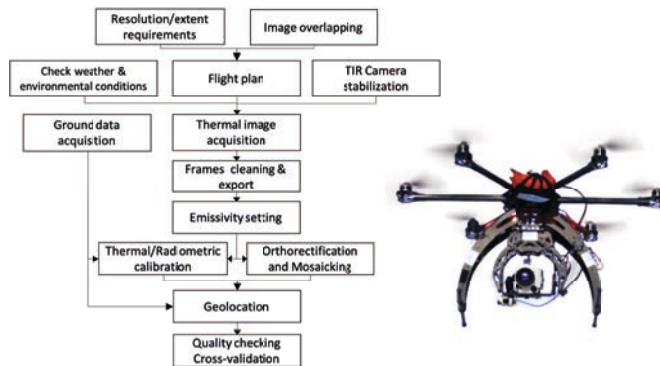 Resolution/extent
requirements
Image overlapping
Check weather &
environmental conditions
Flight plan
TIR Camera
stabilization
Ground data
acquisition
Thermal image
acquisition
Frames cleaning &
export
Emissivity setting
Thermal/Radiometric
calibration
Orthorectification
and Mosaicking
Geolocation
Quality checking
Cross-validation